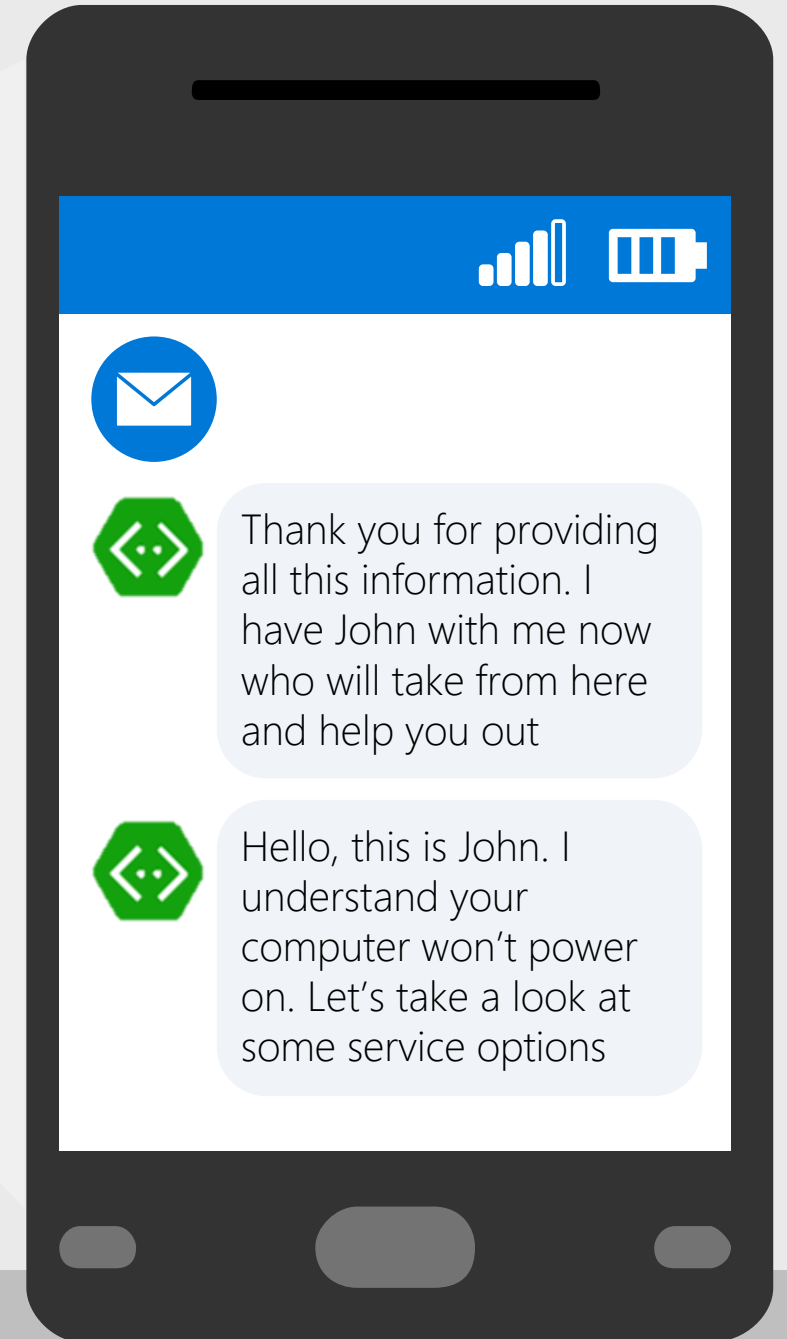 Thank you for providing
all this information. I
have John with me now
who will take from here
and help you out
Hello, this is John. I
understand your
computer won’t power
on. Let’s take a look at
some service options